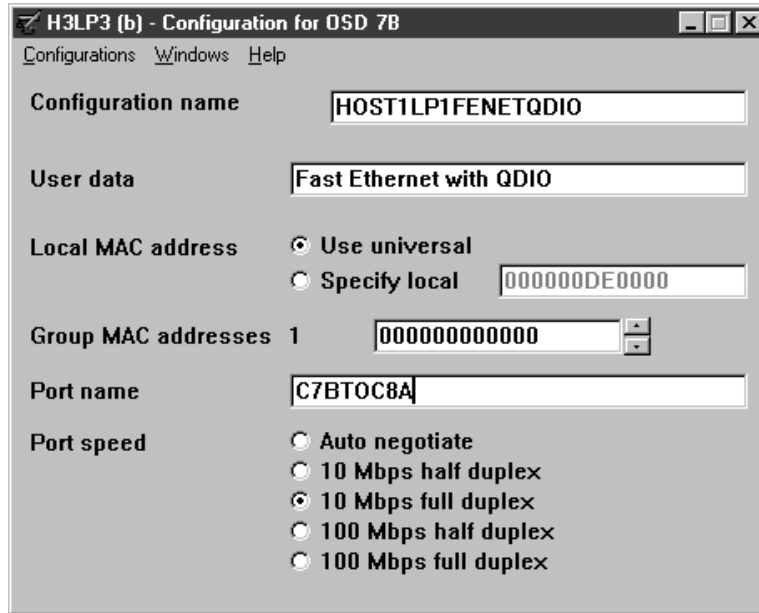 H3LP3 (b) - Configuration for OSD 7B
Configurations Windows Help
Configuration name HOST1LP1FENETQDIO
User data Fast Ethernet with QDIO
Local MAC address Use universal
Specify local 000000DE0000
Group MAC addresses 1 000000000000
Port name C7BTOC8A
Port speed Auto negotiate
10 Mbps half duplex
10 Mbps full duplex
100 Mbps half duplex
100 Mbps full duplex